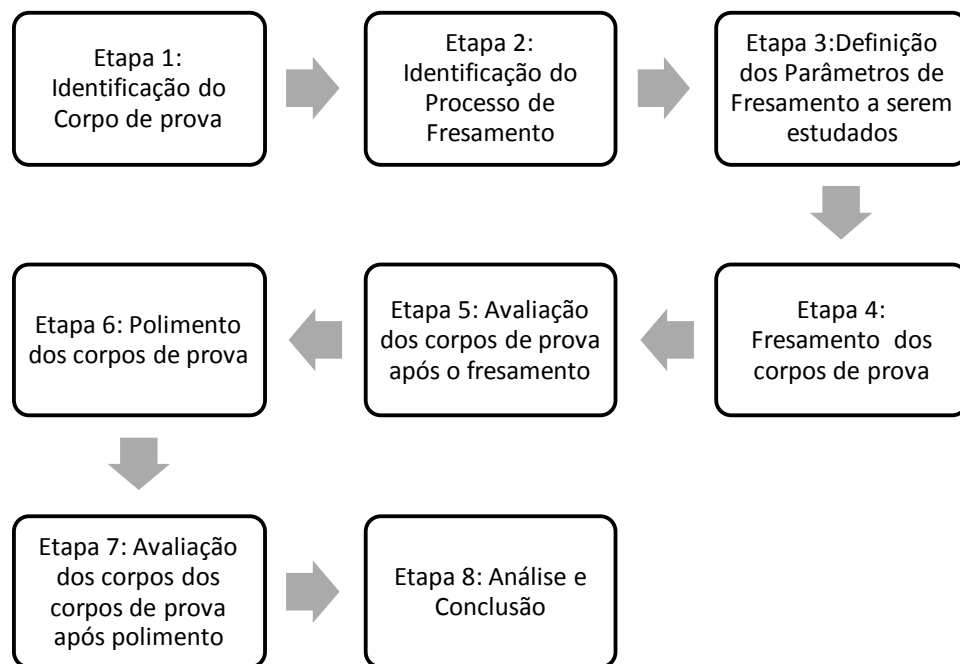 Etapa 1:
Identificação do
Corpo de prova
Etapa 2:
Identificação do
Processo de
Fresamento
Etapa 3:Definição
dos Parâmetros de
Fresamento a serem
estudados
Etapa 4:
Fresamento  dos
corpos de prova
Etapa 5: Avaliação
dos corpos de prova
após o fresamento
Etapa 6: Polimento
dos corpos de prova
Etapa 7: Avaliação
dos corpos dos
corpos de prova
após polimento
Etapa 8: Análise e
Conclusão